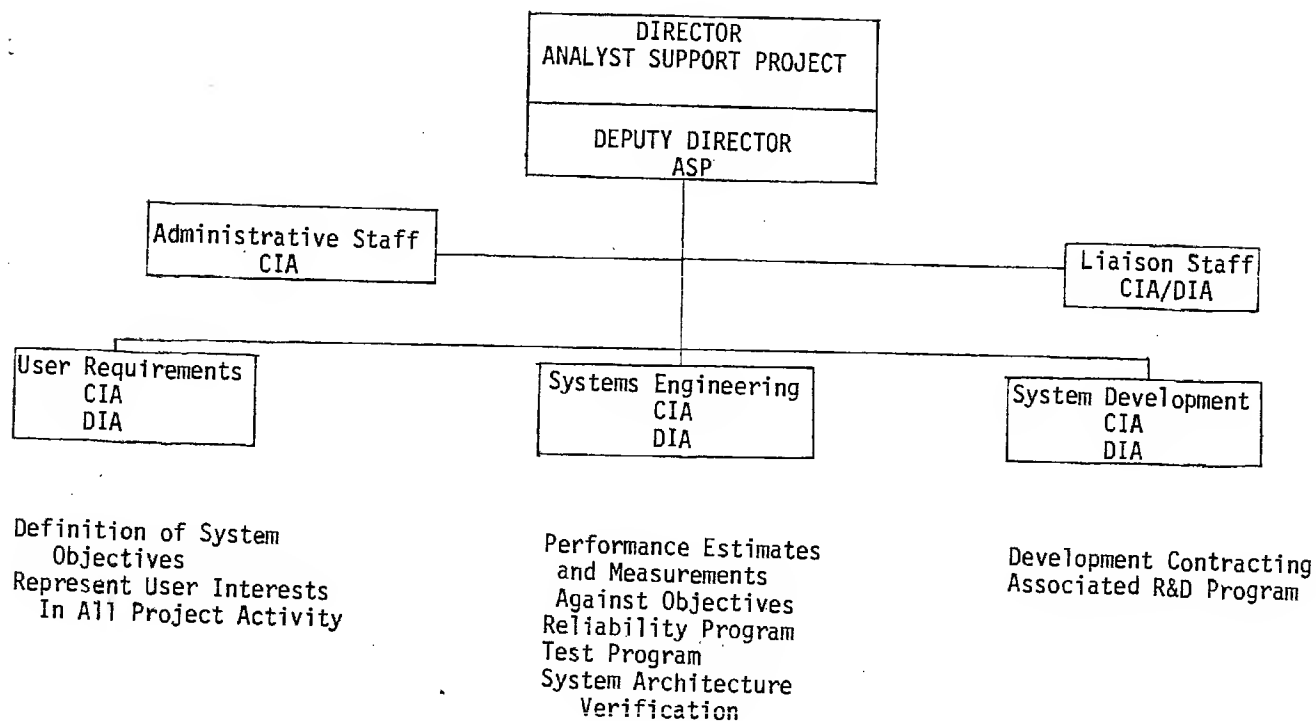 DIRECTOR
ANALYST SUPPORT PROJECT
DEPUTY DIRECTOR
ASP
Administrative Staff
CIA
Liaison Staff
CIA/DIA
User Requirements
CIA
DIA
Systems Engineering
CIA
DIA
System Development
CIA
DIA
Definition of System
Objectives
Represent User Interests
In All Project Activity
Performance Estimates
and Measurements
Against Objectives
Reliability Program
Test Program
System Architecture
Verification
Development Contracting
Associated R&D Program